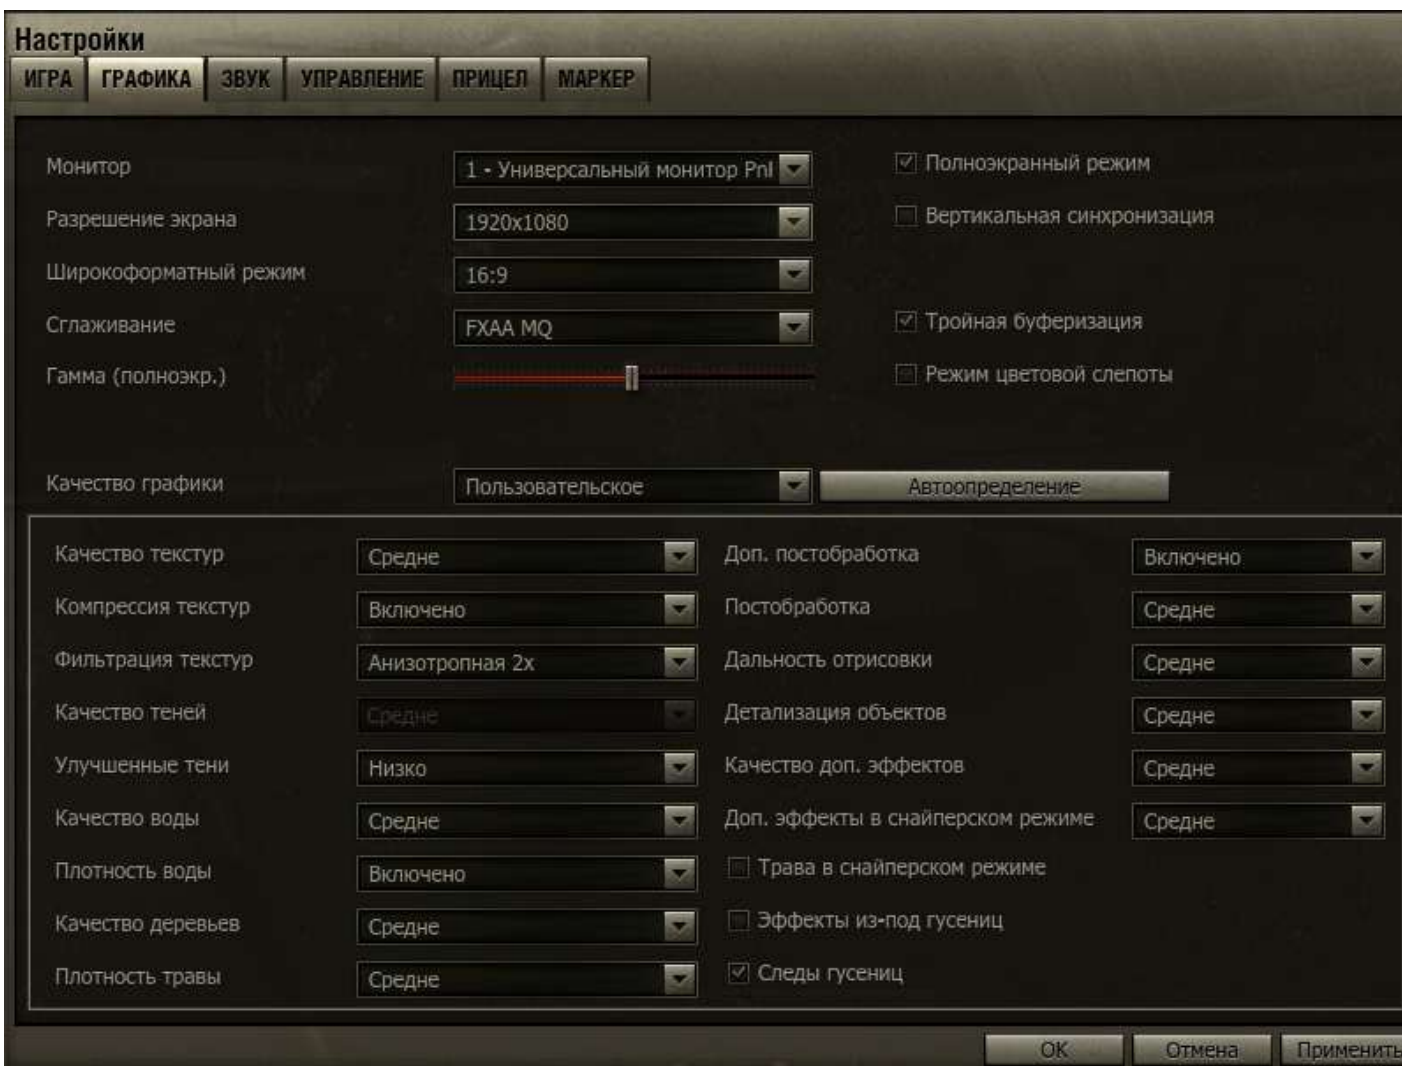 Настройки
ИГРА ГРАФИКА ЗВУК УПРАВЛЕНИЕ ПРИЦЕЛ МАРКЕР
Монитор 1 - Универсальный монитор PnI Полноэкранный режим
Разрешение экрана 1920x1080 Вертикальная синхронизация
Широкоформатный режим 16:9
Сглаживание FXAA MQ Тройная буферизация
Гамма (полноэкр.) Режим цветовой слепоты
Качество графики Пользовательское Автоопределение
Качество текстур Средне Доп. постобработка Включено
Компрессия текстур Включено Постобработка Средне
Фильтрация текстур Анизотропная 2x Дальность отрисовки Средне
Качество теней Средне Детализация объектов Средне
Улучшенные тени Низко Качество доп. эффектов Средне
Качество воды Средне Доп. эффекты в снайперском режиме Средне
Плотность воды Включено Трава в снайперском режиме
Качество деревьев Средне Эффекты из-под гусениц
Плотность травы Средне Следы гусениц
OK Отмена Применить